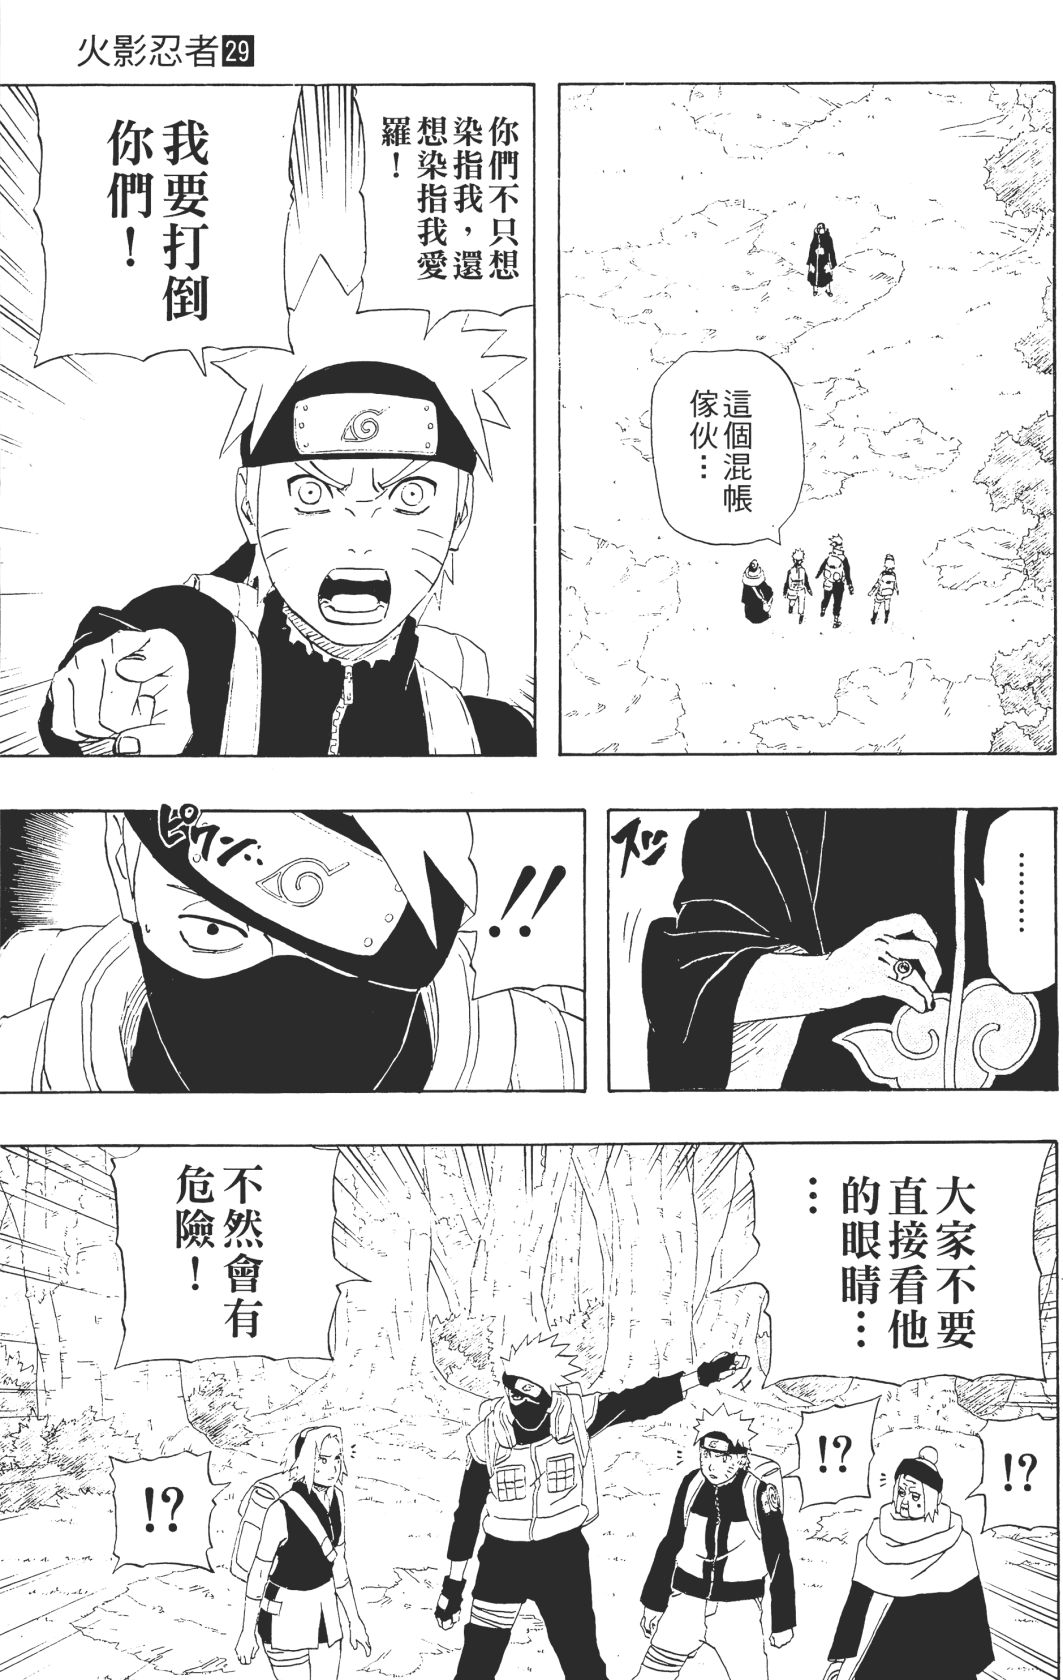 火影忍者29
這個混帳
傢伙…
你們不只想
染指我，還
想染指我愛
羅！
我要打倒
你們！
………
ズッ
!!
ピクン∴
大家不要
直接看他
的眼睛…
…
不然會有
危險！
!?
!?
!?